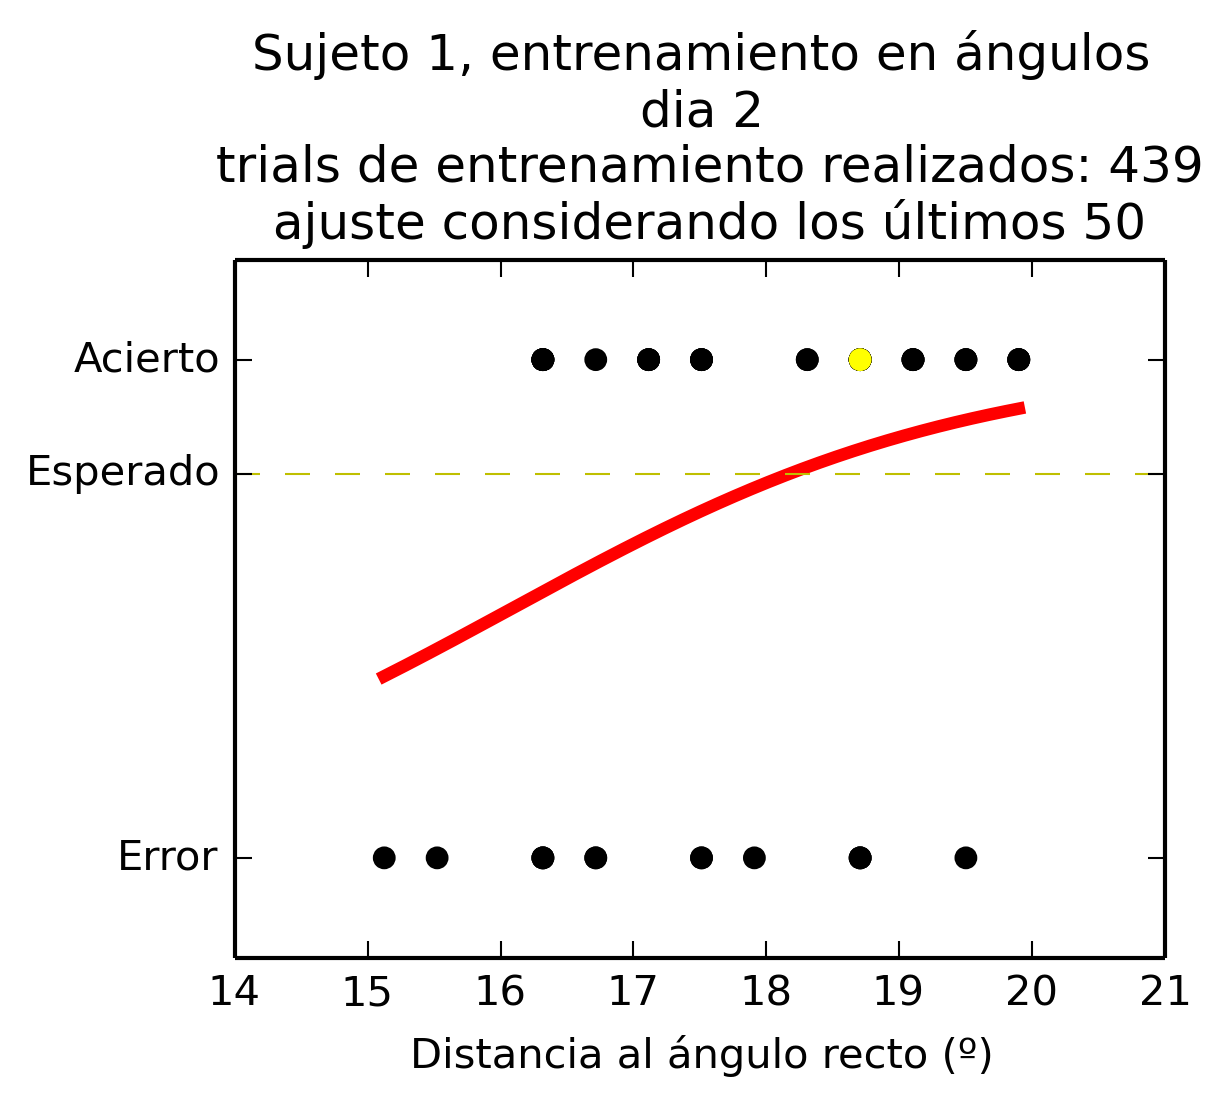 Sujeto 1, entrenamiento en ángulos
dia 2
trials de entrenamiento realizados: 439
ajuste considerando los últimos 50
Acierto
Esperado
Error
14 15 16 17 18 19 20 21
Distancia al ángulo recto (º)